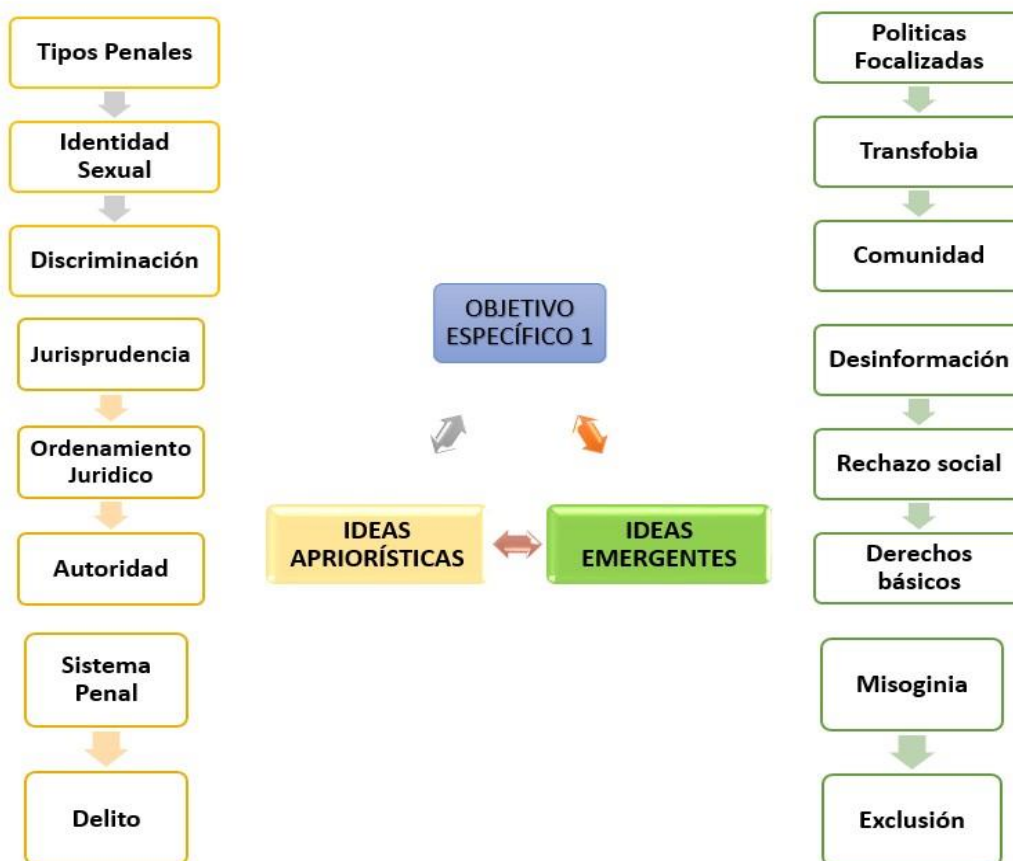 Tipos Penales
Identidad
Sexual
Discriminación
Jurisprudencia
Ordenamiento
Juridico
Autoridad
Sistema
Penal
Delito
OBJETIVO
ESPECÍFICO 1
IDEAS
APRIORÍSTICAS
IDEAS
EMERGENTES
Politicas
Focalizadas
Transfobia
Comunidad
Desinformación
Rechazo social
Derechos
básicos
Misoginia
Exclusión